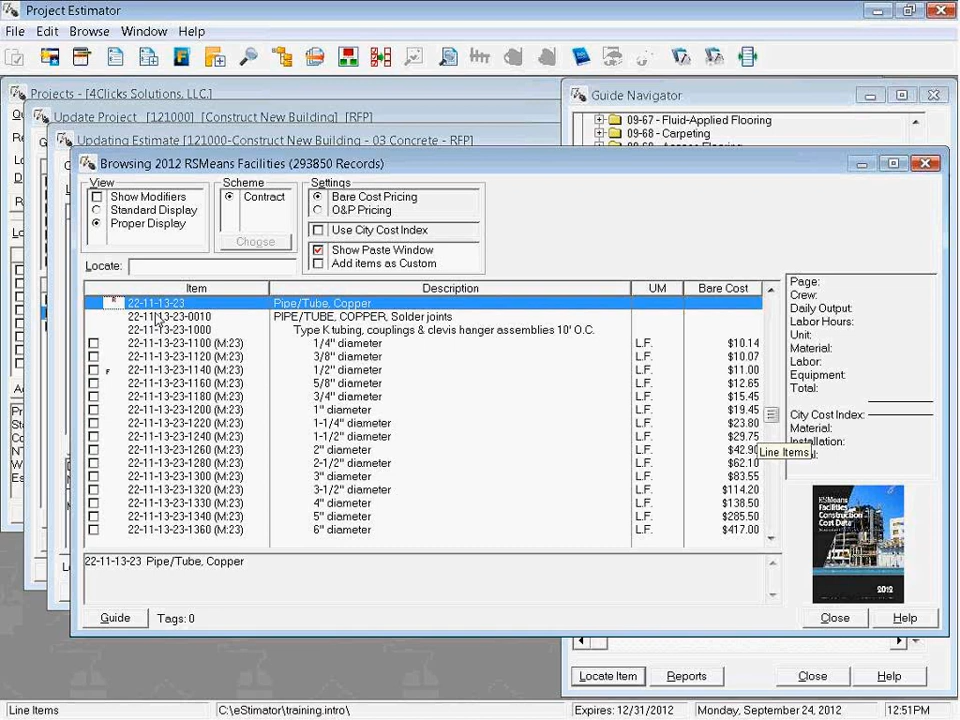 Project Estimator
File Edit Browse Window Help
Projects - [4Clicks Solutions, LLC.]
Guide Navigator
Update Project [121000] [Construct New Building] [RFP]
09-67 - Fluid-Applied Flooring
09-68 - Carpeting
Updating Estimate [121000-Construct New Building - 03 Concrete - RFP]
Browsing 2012 RSMeans Facilities (293850 Records)
View Scheme Settings
Show Modifiers Contract Bare Cost Pricing
Standard Display O&P Pricing
Proper Display
Use City Cost Index
Choose
Show Paste Window
Locate: Add items as Custom
Item Description UM Bare Cost
22-11-13-23 Pipe/Tube, Copper
22-11-13-23-0010 PIPE/TUBE, COPPER, Solder joints
22-11-13-23-1000 Type K tubing, couplings & clevis hanger assemblies 10' O.C.
22-11-13-23-1100 (M:23) 1/4" diameter L.F. $10.14
22-11-13-23-1120 (M:23) 3/8" diameter L.F. $10.07
F 22-11-13-23-1140 (M:23) 1/2" diameter L.F. $11.00
22-11-13-23-1160 (M:23) 5/8" diameter L.F. $12.65
22-11-13-23-1180 (M:23) 3/4" diameter L.F. $15.45
22-11-13-23-1200 (M:23) 1" diameter L.F. $19.45
22-11-13-23-1220 (M:23) 1-1/4" diameter L.F. $23.80
22-11-13-23-1240 (M:23) 1-1/2" diameter L.F. $29.75
22-11-13-23-1260 (M:23) 2" diameter L.F. $42.90
22-11-13-23-1280 (M:23) 2-1/2" diameter L.F. $62.10
22-11-13-23-1300 (M:23) 3" diameter L.F. $83.55
22-11-13-23-1320 (M:23) 3-1/2" diameter L.F. $114.20
22-11-13-23-1330 (M:23) 4" diameter L.F. $138.50
22-11-13-23-1340 (M:23) 5" diameter L.F. $285.50
22-11-13-23-1360 (M:23) 6" diameter L.F. $417.00
Page:
Crew:
Daily Output:
Labor Hours:
Unit:
Material:
Labor:
Equipment:
Total:
City Cost Index:
Material:
Installation:
Line Items
RSMeans
Facilities
Construction
Cost Data
2012
22-11-13-23 Pipe/Tube, Copper
Guide Tags: 0 Close Help
Locate Item Reports Close Help
Line Items C:\eStimator\training.intro\ Expires: 12/31/2012 Monday, September 24, 2012 12:51PM